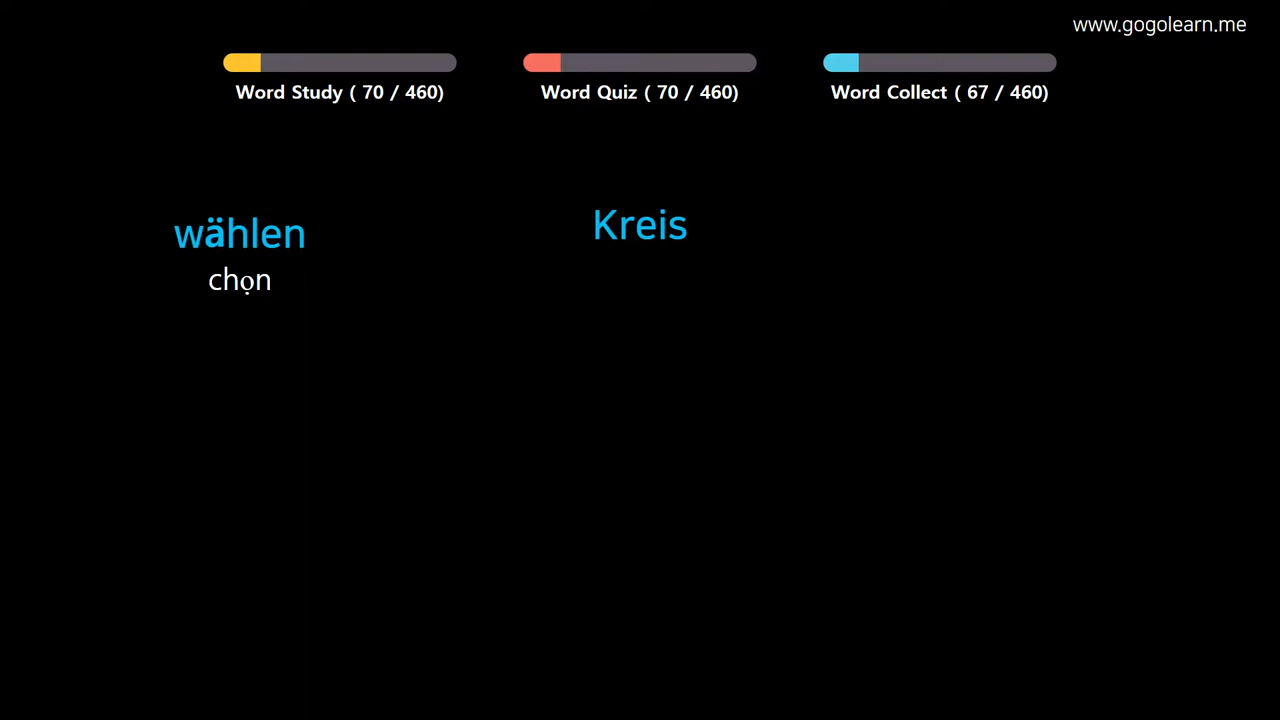 www.gogolearn.me
Word Study ( 70 / 460)
Word Quiz ( 70 / 460)
Word Collect ( 67 / 460)
wählen
chọn
Kreis